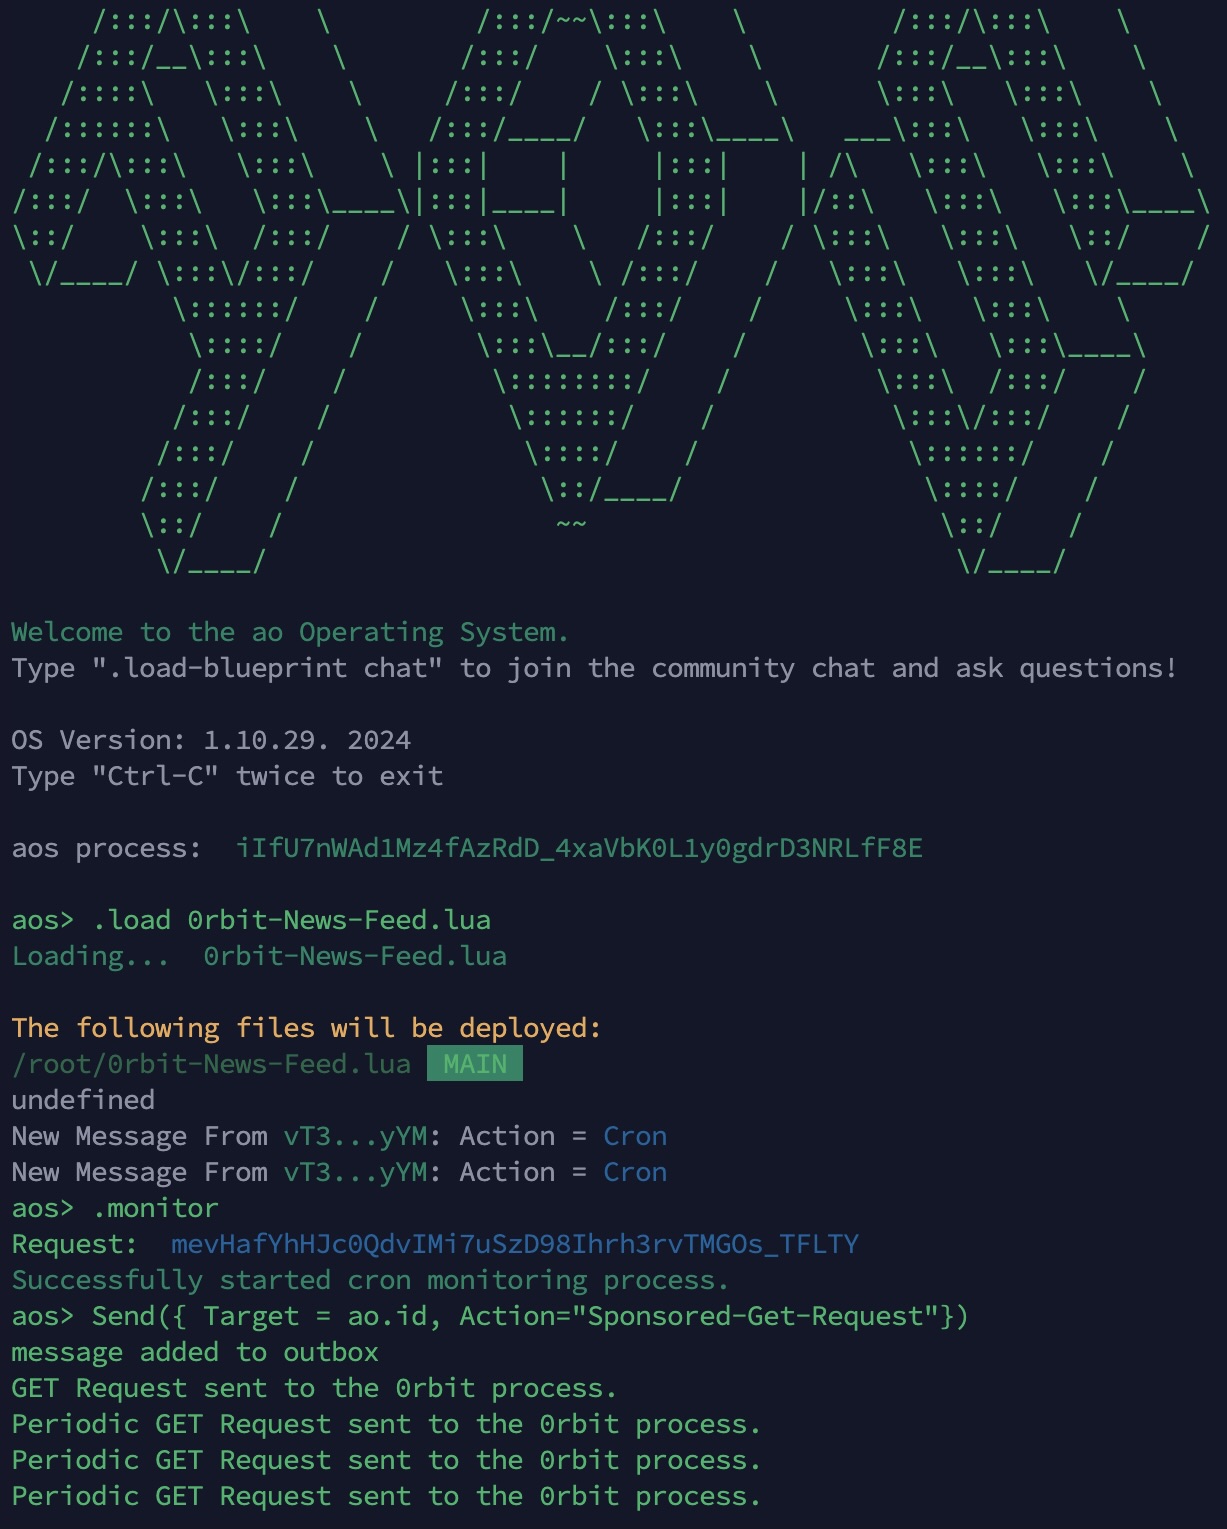 Welcome to the ao Operating System.
Type ".load-blueprint chat" to join the community chat and ask questions!
OS Version: 1.10.29. 2024
Type "Ctrl-C" twice to exit
aos process:  iIfU7nWAd1Mz4fAzRdD_4xaVbK0L1y0gdrD3NRLfF8E
aos> .load 0rbit-News-Feed.lua
Loading...  0rbit-News-Feed.lua
The following files will be deployed:
/root/0rbit-News-Feed.lua MAIN
undefined
New Message From vT3...yYM: Action = Cron
New Message From vT3...yYM: Action = Cron
aos> .monitor
Request:  mevHafYhHJc0QdvIMi7uSzD98Ihrh3rvTMGOs_TFLTY
Successfully started cron monitoring process.
aos> Send({ Target = ao.id, Action="Sponsored-Get-Request"})
message added to outbox
GET Request sent to the 0rbit process.
Periodic GET Request sent to the 0rbit process.
Periodic GET Request sent to the 0rbit process.
Periodic GET Request sent to the 0rbit process.